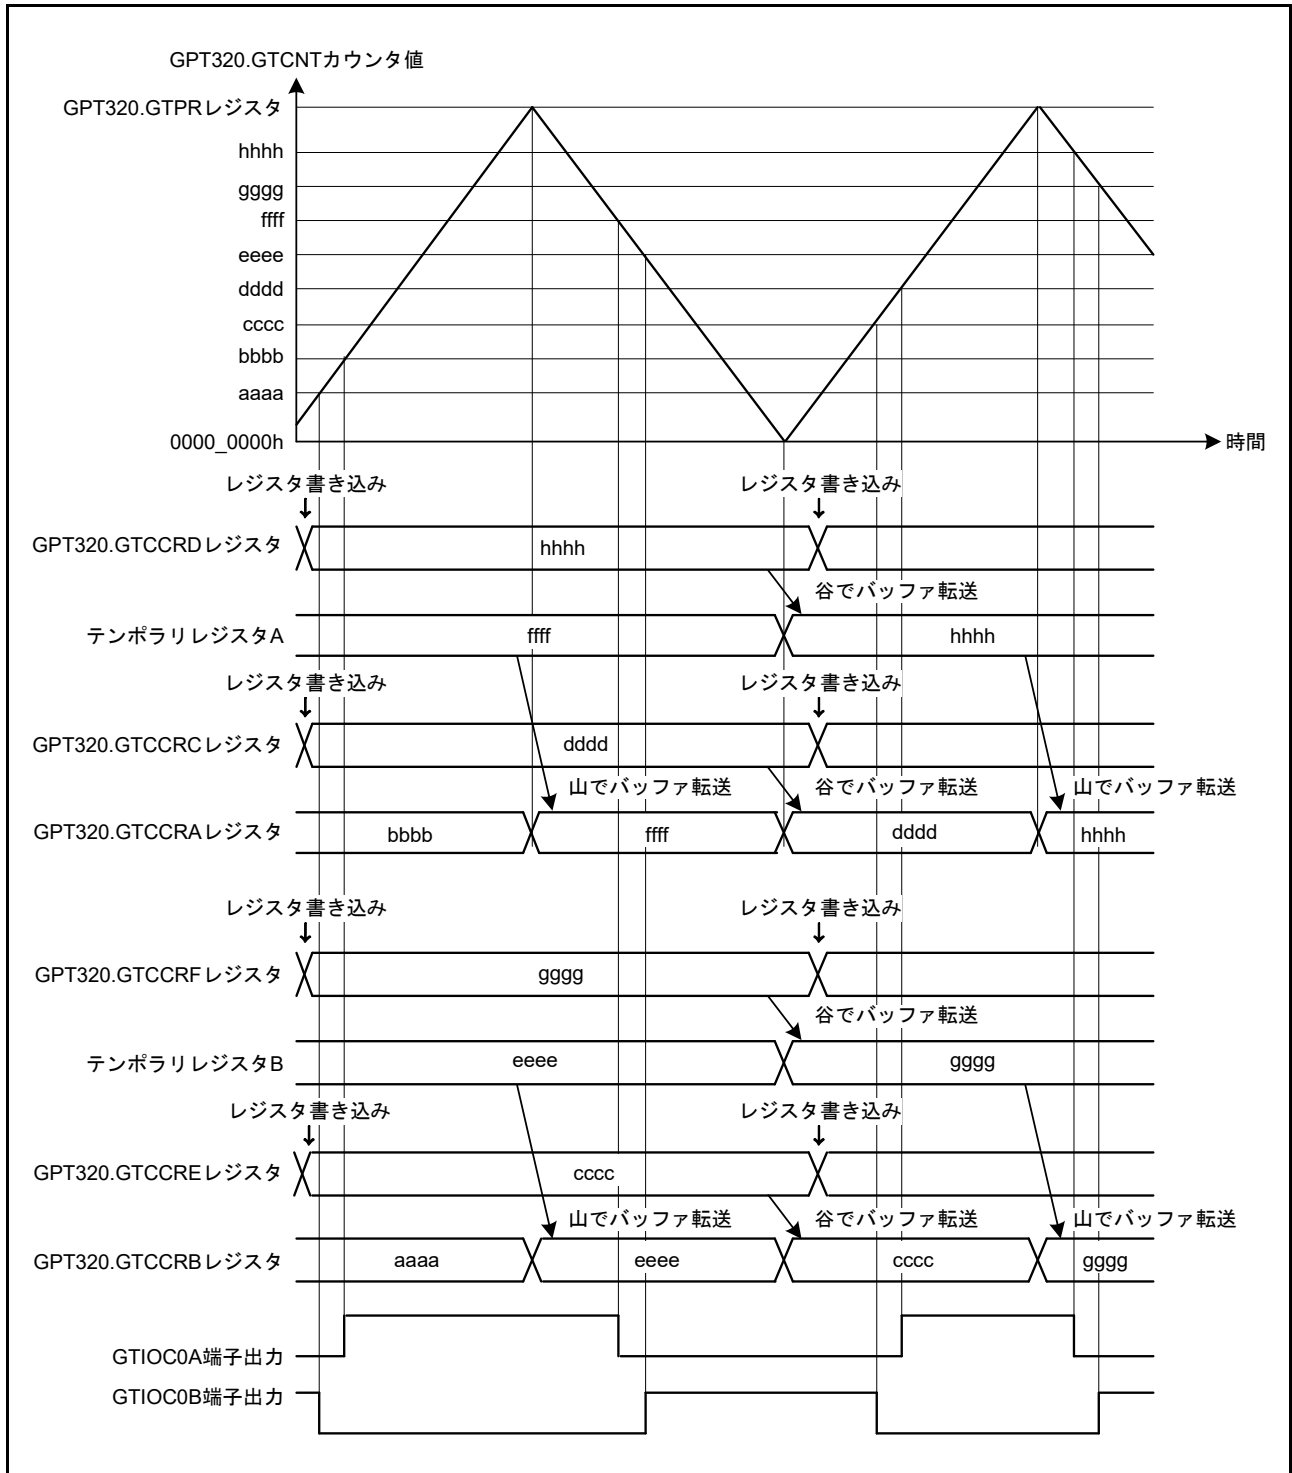 GPT320.GTCNTカウンタ値
GPT320.GTPRレジスタ
hhhh
gggg
ffff
eeee
dddd
cccc
bbbb
aaaa
0000_0000h
時間
レジスタ書き込み レジスタ書き込み
GPT320.GTCCRDレジスタ hhhh
谷でバッファ転送
テンポラリレジスタA ffff hhhh
レジスタ書き込み レジスタ書き込み
GPT320.GTCCRCレジスタ dddd
山でバッファ転送 谷でバッファ転送 山でバッファ転送
GPT320.GTCCRAレジスタ bbbb ffff dddd hhhh
レジスタ書き込み レジスタ書き込み
GPT320.GTCCRFレジスタ gggg
谷でバッファ転送
テンポラリレジスタB eeee gggg
レジスタ書き込み レジスタ書き込み
GPT320.GTCCREレジスタ cccc
山でバッファ転送 谷でバッファ転送 山でバッファ転送
GPT320.GTCCRBレジスタ aaaa eeee cccc gggg
GTIOC0A端子出力
GTIOC0B端子出力